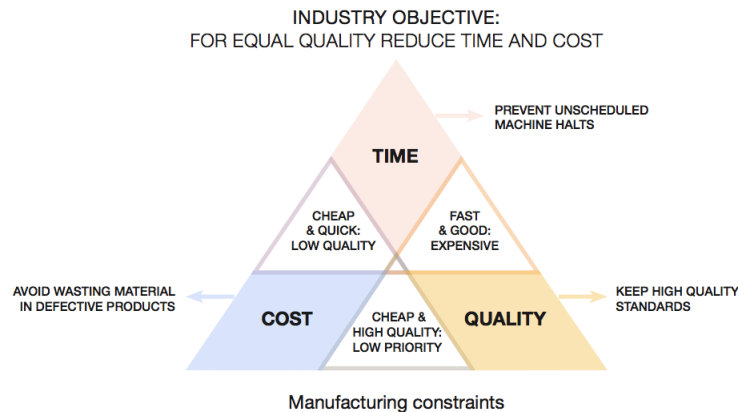 INDUSTRY OBJECTIVE:
FOR EQUAL QUALITY REDUCE TIME AND COST
PREVENT UNSCHEDULED
MACHINE HALTS
TIME
CHEAP
& QUICK:
LOW QUALITY
FAST
& GOOD:
EXPENSIVE
AVOID WASTING MATERIAL
IN DEFECTIVE PRODUCTS
COST
CHEAP &
HIGH QUALITY:
LOW PRIORITY
QUALITY
KEEP HIGH QUALITY
STANDARDS
Manufacturing constraints